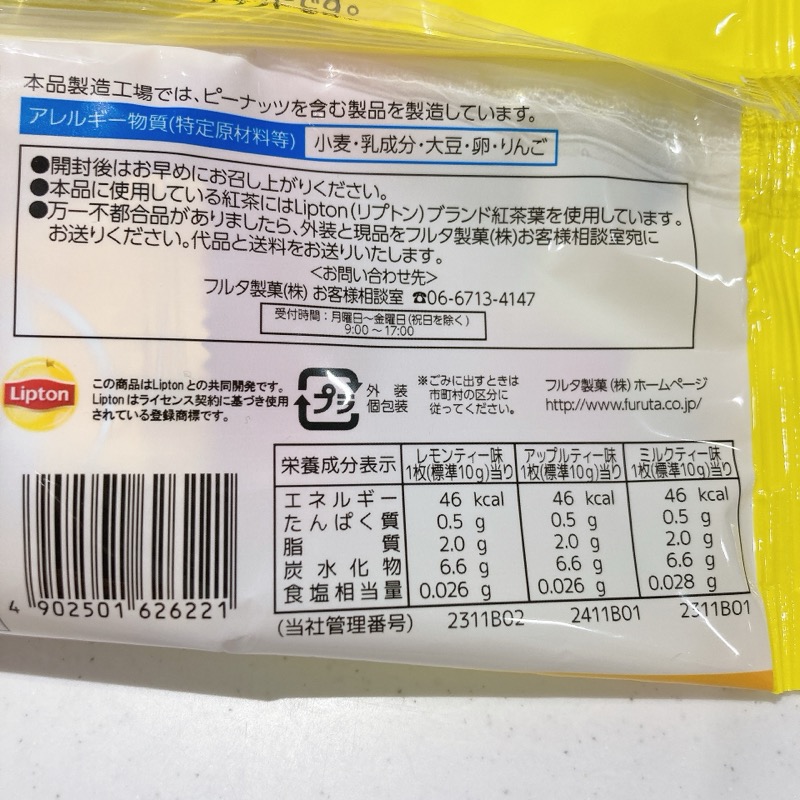 です。
本品製造工場では、ピーナッツを含む製品を製造しています。
アレルギー物質(特定原材料等) 小麦・乳成分・大豆・卵・りんご
●開封後はお早めにお召し上がりください。
●本品に使用している紅茶にはLipton(リプトン)ブランド紅茶葉を使用しています。
●万一不都合品がありましたら、外装と現品をフルタ製菓(株)お客様相談室宛に
お送りください。代品と送料をお送りいたします。
<お問い合わせ先>
フルタ製菓(株) お客様相談室 ☎06-6713-4147
受付時間：月曜日～金曜日(祝日を除く)
9:00～17:00
Lipton
この商品はLiptonとの共同開発です。
Liptonはライセンス契約に基づき使用
されている登録商標です。
プラ
外装
個包装
※ごみに出すときは
市町村の区分に
従ってください。
フルタ製菓(株)ホームページ
http://www.furuta.co.jp/
栄養成分表示 レモンティー味 1枚(標準10g)当り アップルティー味 1枚(標準10g)当り ミルクティー味 1枚(標準10g)当り
エネルギー 46 kcal 46 kcal 46 kcal
たんぱく質 0.5 g 0.5 g 0.5 g
脂質 2.0 g 2.0 g 2.0 g
炭水化物 6.6 g 6.6 g 6.6 g
食塩相当量 0.026 g 0.026 g 0.028 g
(当社管理番号) 2311B02 2411B01 2311B01
4 902501 626221